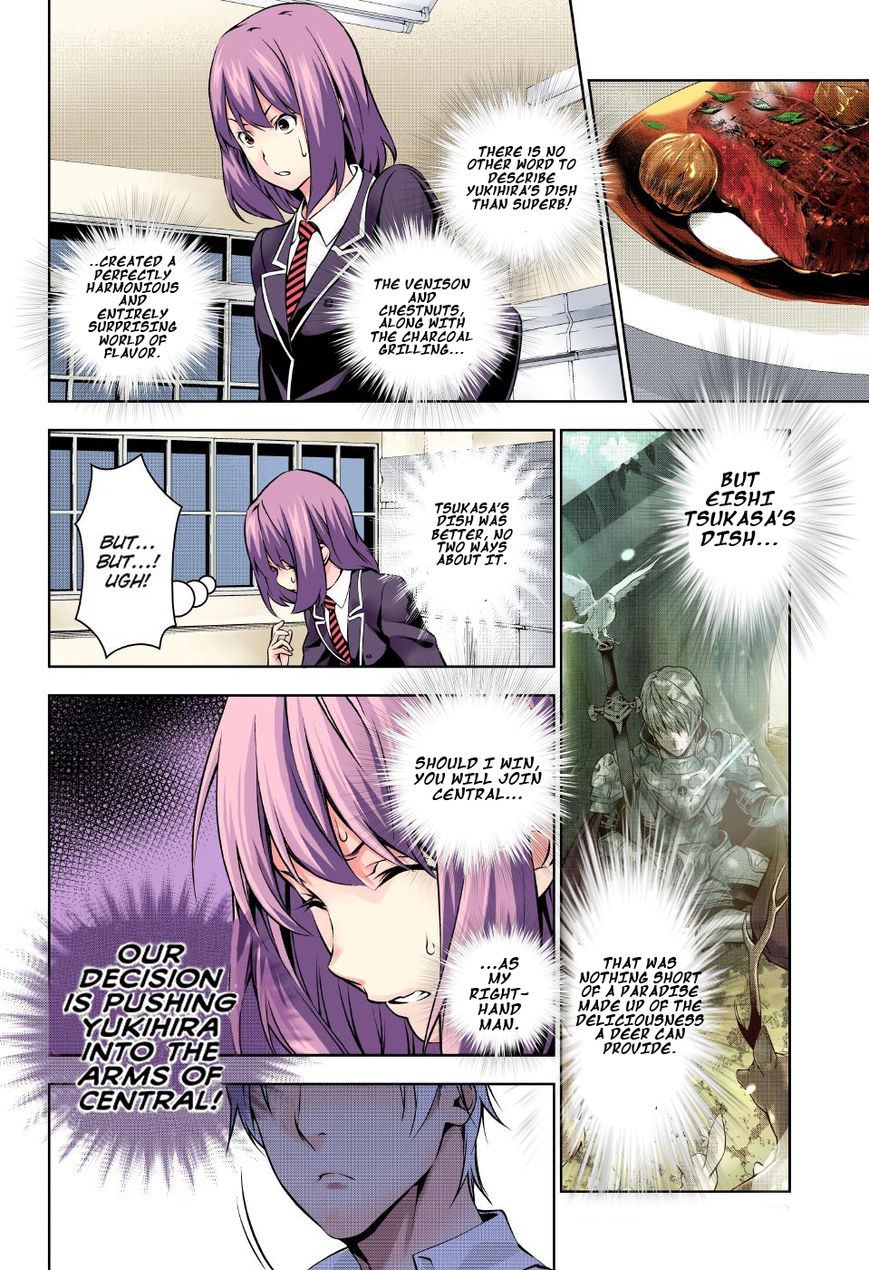 THERE IS NO
OTHER WORD TO
DESCRIBE
YUKIHIRA'S DISH
THAN SUPERB!
THE VENISON
AND
CHESTNUTS,
ALONG WITH
THE CHARCOAL
GRILLING...
..CREATED A
PERFECTLY
HARMONIOUS
AND
ENTIRELY
SURPRISING
WORLD OF
FLAVOR.
BUT
EISHI
TSUKASA'S
DISH...
THAT WAS
NOTHING SHORT
OF A PARADISE
MADE UP OF THE
DELICIOUSNESS
A DEER CAN
PROVIDE.
TSUKASA'S
DISH WAS
BETTER, NO
TWO WAYS
ABOUT IT.
BUT...
BUT...!
UGH!
SHOULD I WIN,
YOU WILL JOIN
CENTRAL...
...AS
MY
RIGHT-
HAND
MAN.
OUR
DECISION
IS PUSHING
YUKIHIRA
INTO THE
ARMS OF
CENTRAL!